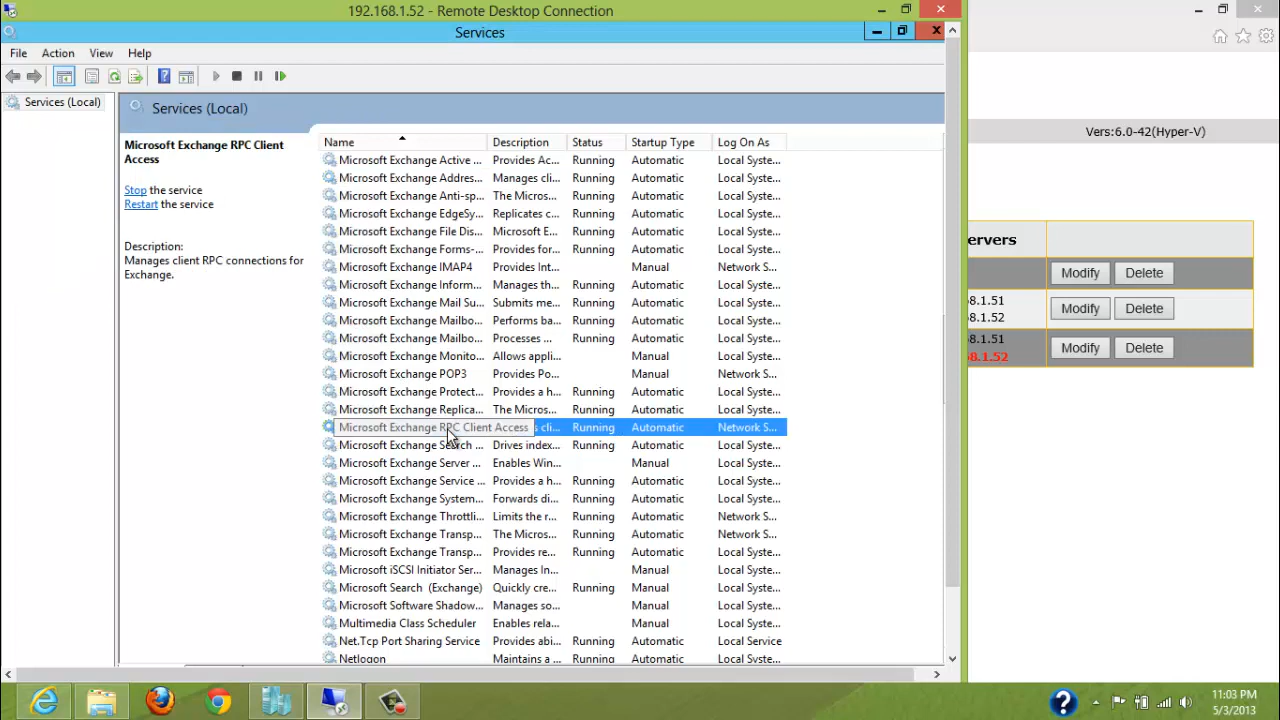 192.168.1.52 - Remote Desktop Connection
Services
File Action View Help
Services (Local)
Services (Local)
Microsoft Exchange RPC Client
Access
Stop the service
Restart the service
Description:
Manages client RPC connections for
Exchange.
Name Description Status Startup Type Log On As
Microsoft Exchange Active ... Provides Ac... Running Automatic Local Syste...
Microsoft Exchange Addres... Manages cli... Running Automatic Local Syste...
Microsoft Exchange Anti-sp... The Micros... Running Automatic Local Syste...
Microsoft Exchange EdgeSy... Replicates c... Running Automatic Local Syste...
Microsoft Exchange File Dis... Microsoft E... Running Automatic Local Syste...
Microsoft Exchange Forms-... Provides for... Running Automatic Local Syste...
Microsoft Exchange IMAP4 Provides Int... Manual Network S...
Microsoft Exchange Inform... Manages th... Running Automatic Local Syste...
Microsoft Exchange Mail Su... Submits me... Running Automatic Local Syste...
Microsoft Exchange Mailbo... Performs ba... Running Automatic Local Syste...
Microsoft Exchange Mailbo... Processes ... Running Automatic Local Syste...
Microsoft Exchange Monito... Allows appli... Manual Local Syste...
Microsoft Exchange POP3 Provides Po... Manual Network S...
Microsoft Exchange Protect... Provides a h... Running Automatic Local Syste...
Microsoft Exchange Replica... The Micros... Running Automatic Local Syste...
Microsoft Exchange RPC Client Access s cli... Running Automatic Network S...
Microsoft Exchange Search ... Drives index... Running Automatic Local Syste...
Microsoft Exchange Server ... Enables Win... Manual Local Syste...
Microsoft Exchange Service ... Provides a h... Running Automatic Local Syste...
Microsoft Exchange System... Forwards di... Running Automatic Local Syste...
Microsoft Exchange Throttli... Limits the r... Running Automatic Network S...
Microsoft Exchange Transp... The Micros... Running Automatic Network S...
Microsoft Exchange Transp... Provides re... Running Automatic Local Syste...
Microsoft iSCSI Initiator Ser... Manages In... Manual Local Syste...
Microsoft Search (Exchange) Quickly cre... Running Manual Local Syste...
Microsoft Software Shadow... Manages so... Manual Local Syste...
Multimedia Class Scheduler Enables rela... Manual Local Syste...
Net.Tcp Port Sharing Service Provides abi... Running Automatic Local Service
Netlogon Maintains a ... Running Automatic Local Syste...
Vers:6.0-42(Hyper-V)
ervers
Modify Delete
8.1.51
8.1.52
Modify Delete
8.1.51
8.1.52
Modify Delete
11:03 PM
5/3/2013